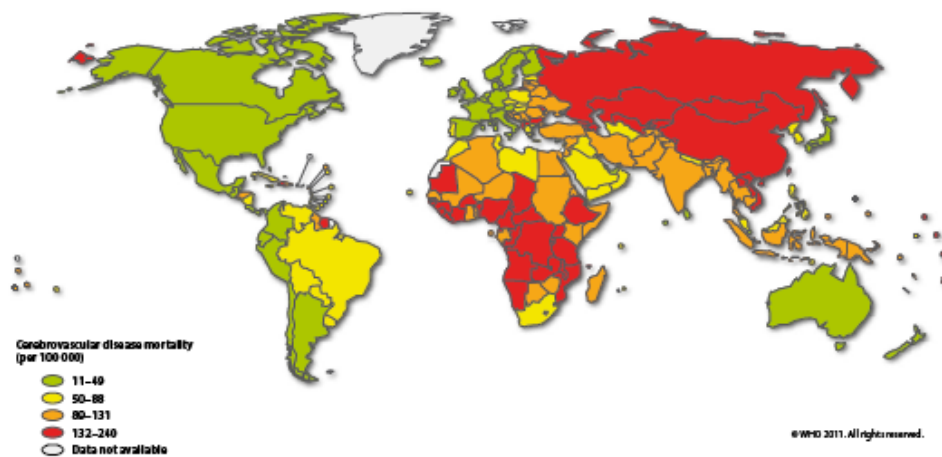 Cerebrovascular disease mortality
(per 100 000)
11–49
50–88
89–131
132–240
Data not available
© WHO 2011. All rights reserved.